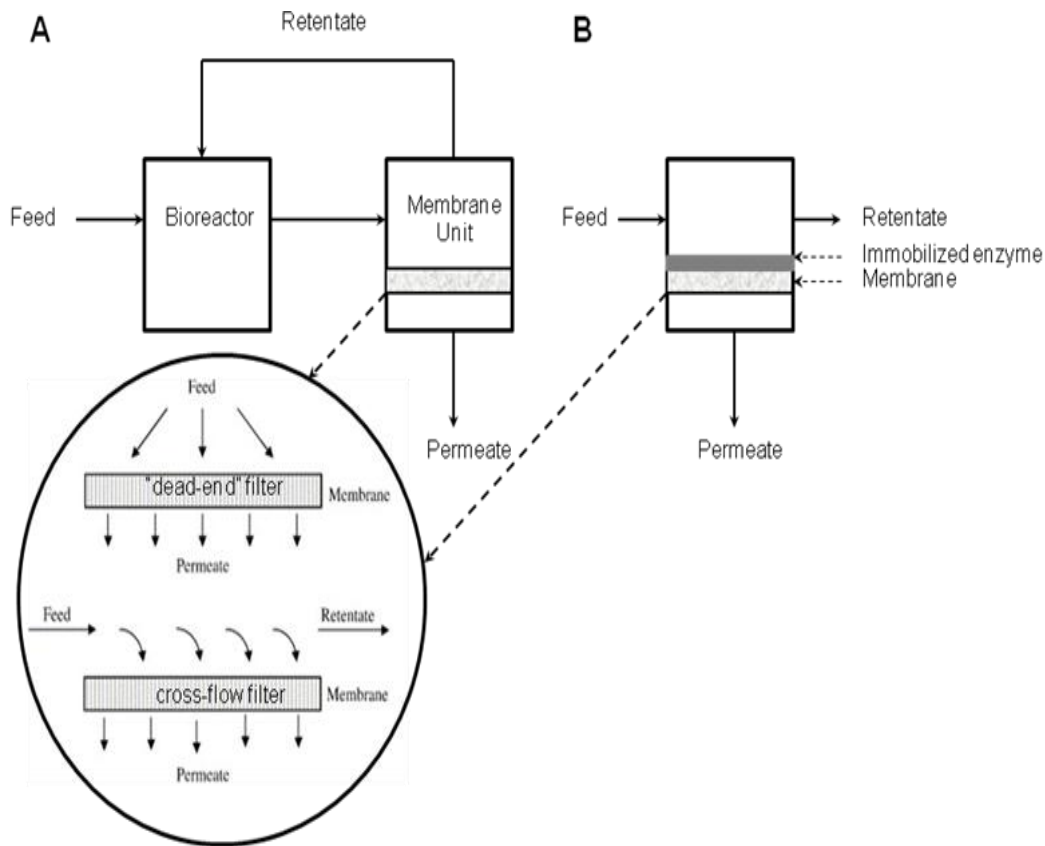 A
Retentate
B
Feed
Bioreactor
Membrane
Unit
Feed
Retentate
Immobilized enzyme
Membrane
Permeate
Permeate
Feed
"dead-end" filter
Membrane
Permeate
Feed
Retentate
cross-flow filter
Membrane
Permeate